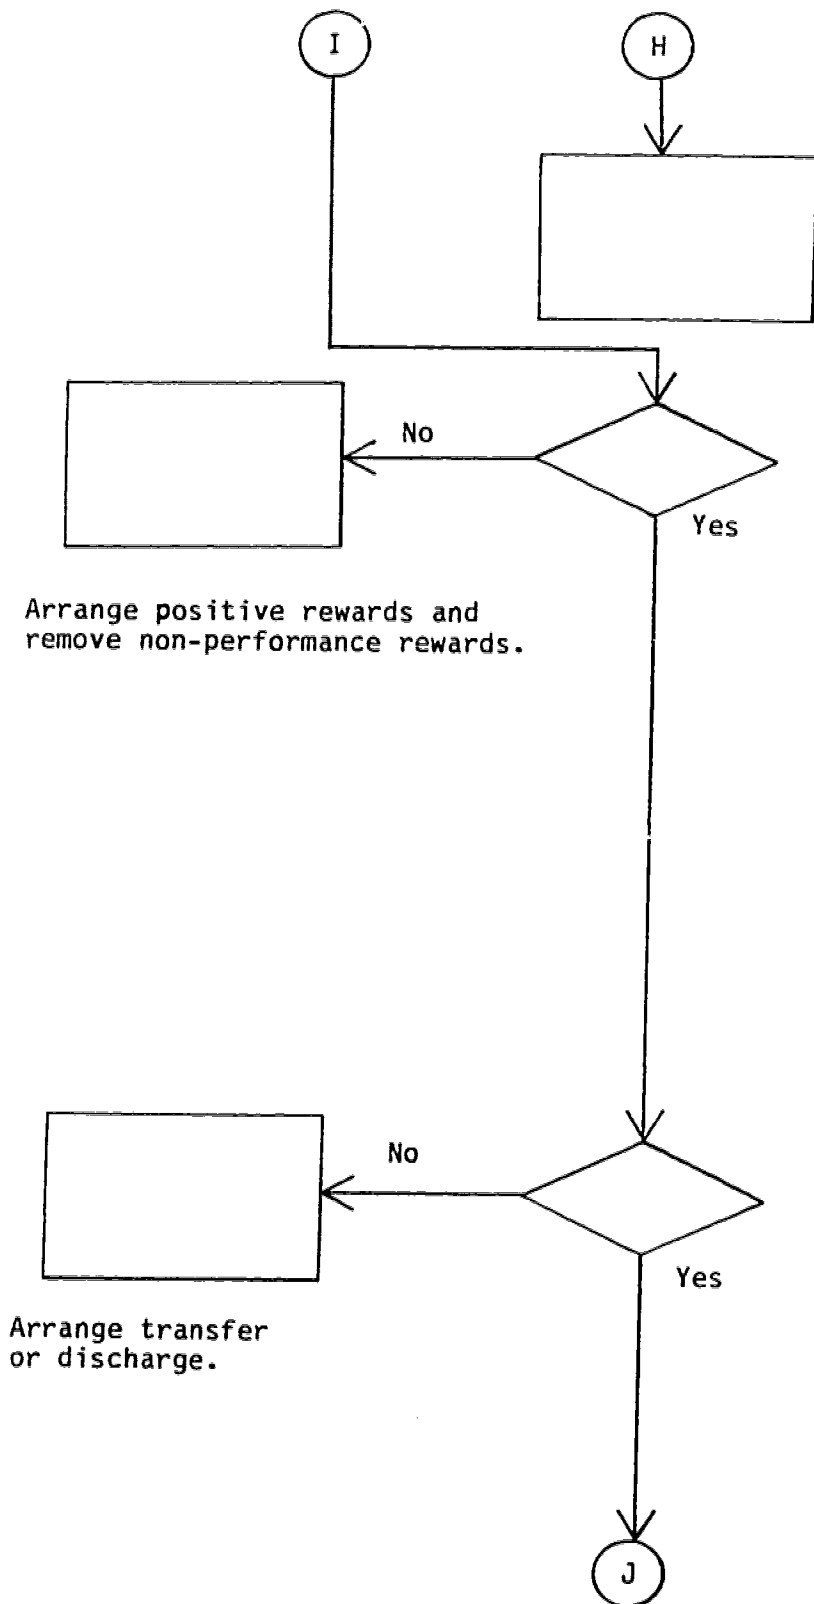 I
H
No
Yes
Arrange positive rewards and
remove non-performance rewards.
No
Yes
Arrange transfer
or discharge.
J